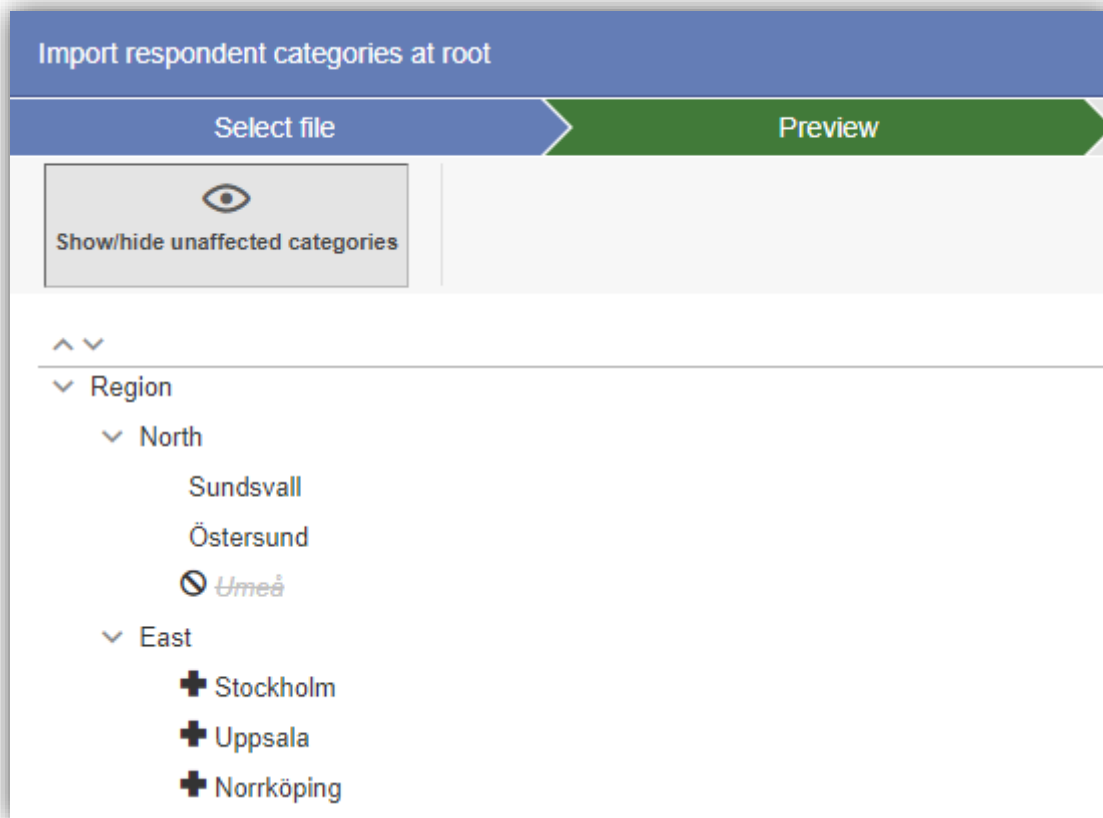 Import respondent categories at root
Select file
Preview
Show/hide unaffected categories
Region
North
Sundsvall
Östersund
Umeå
East
Stockholm
Uppsala
Norrköping